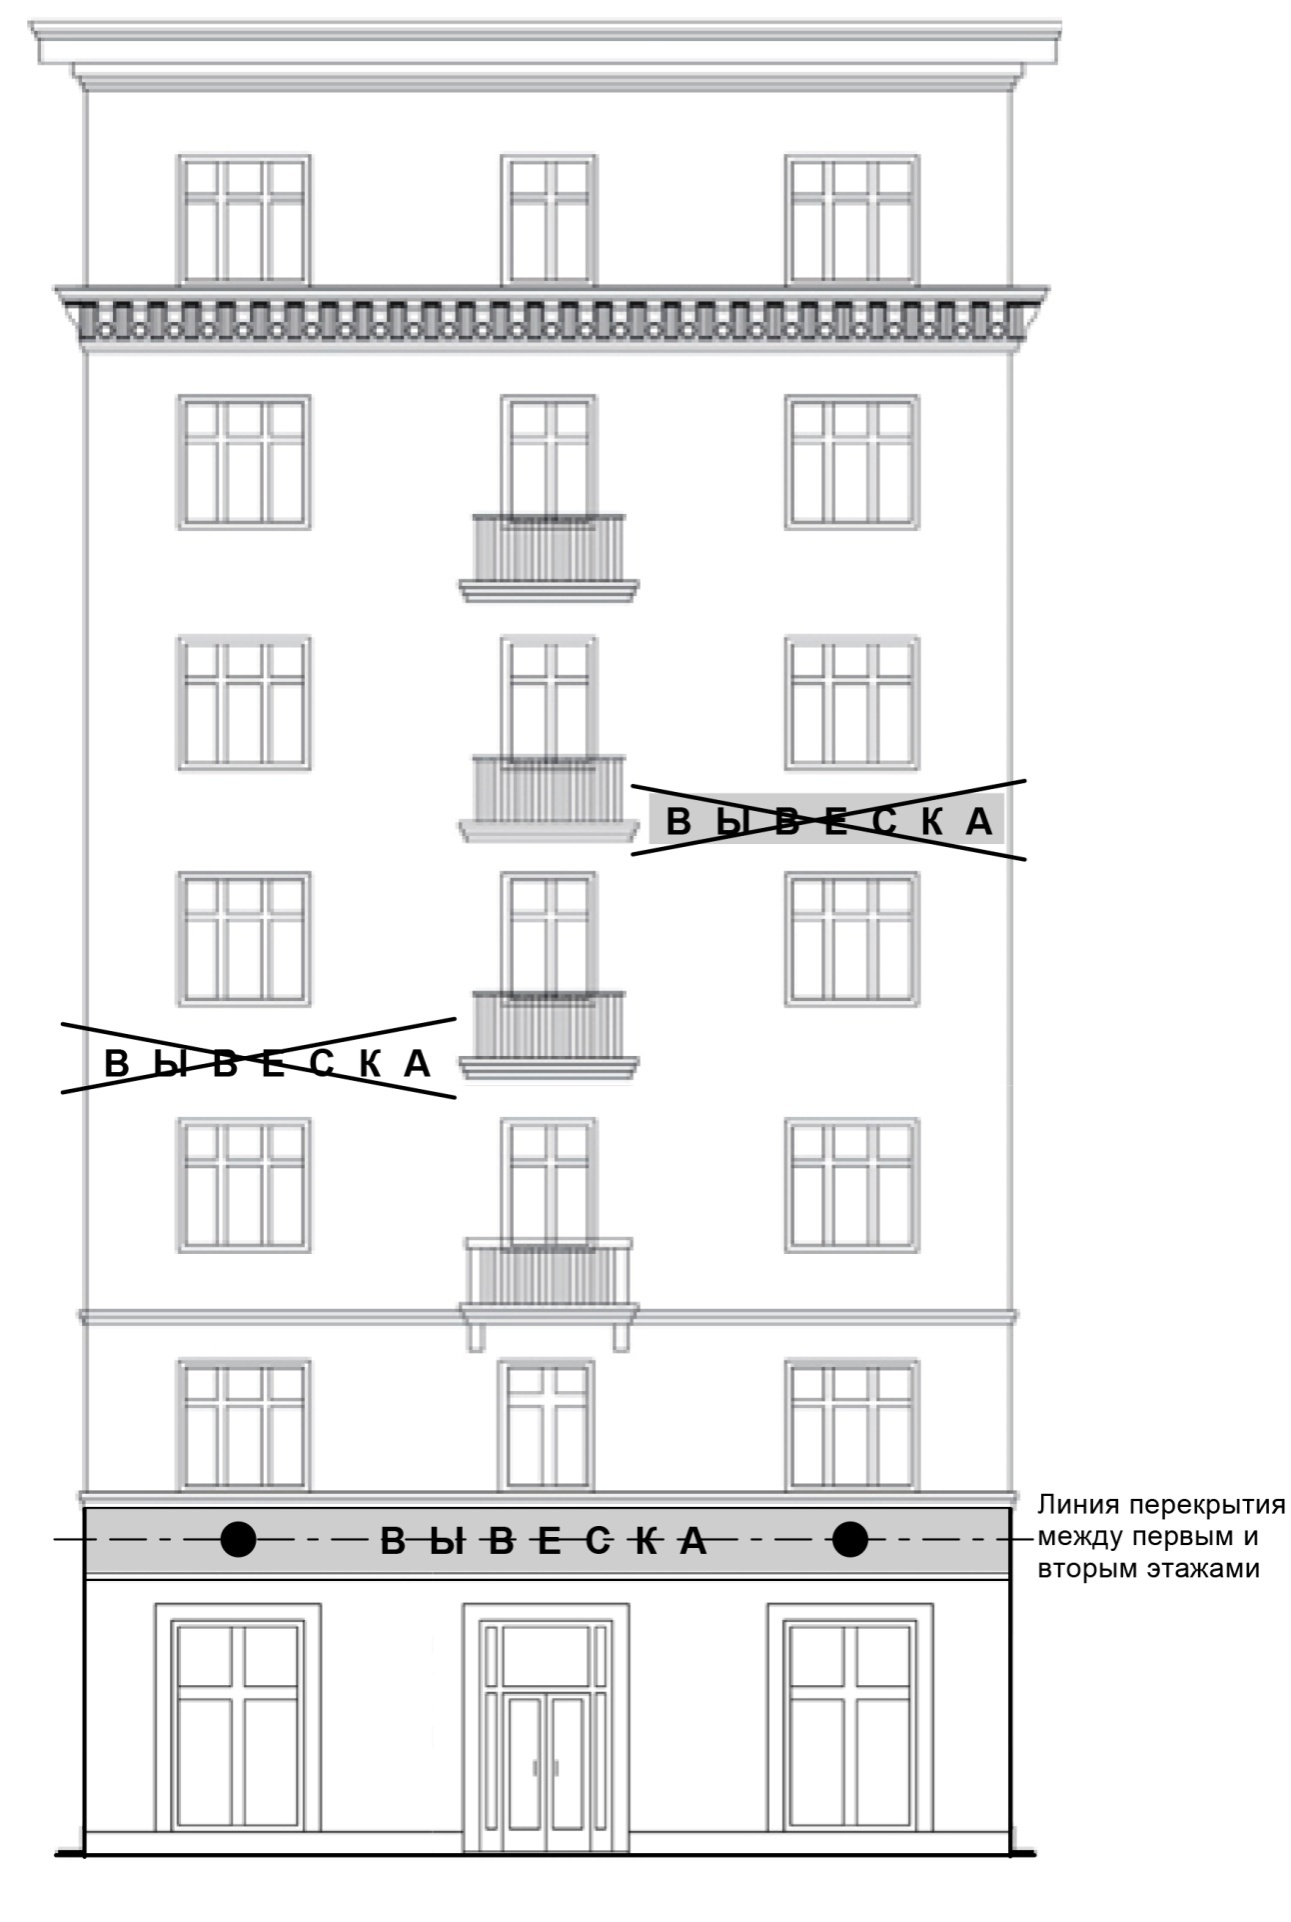 В Ы В Е С К А
В Ы В Е С К А
В Ы В Е С К А
Линия перекрытия
между первым и
вторым этажами